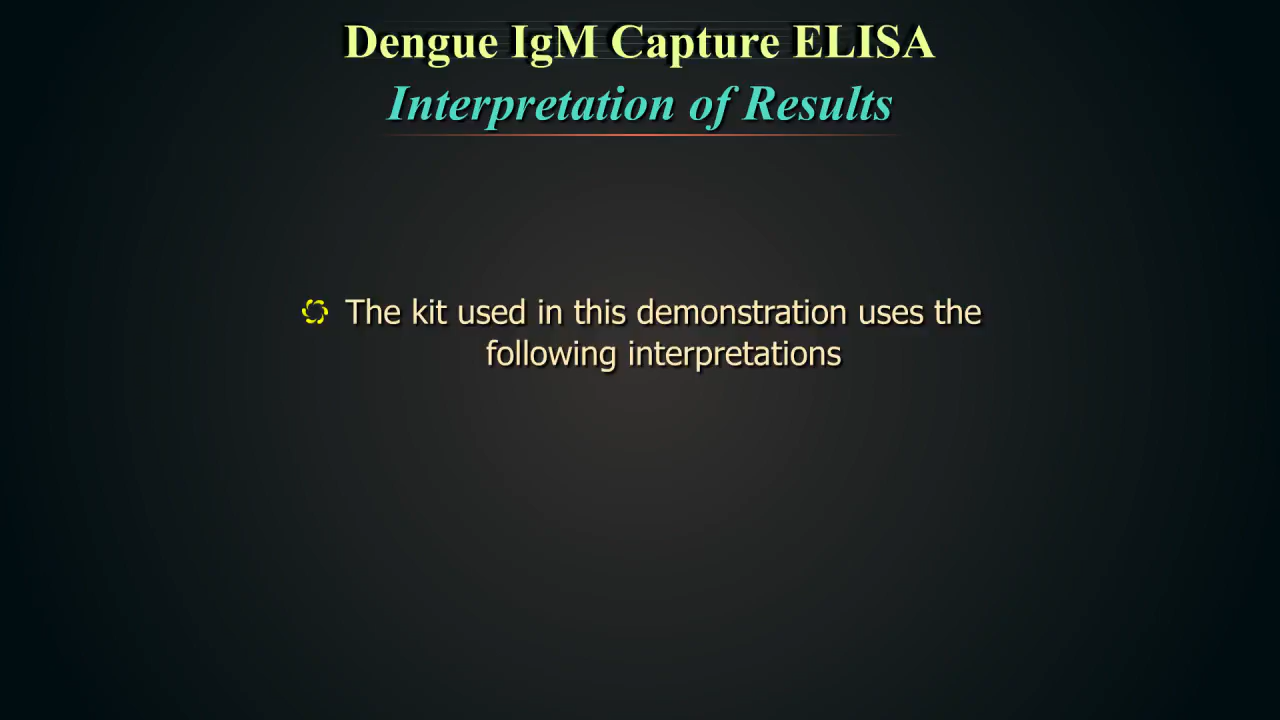 Dengue IgM Capture ELISA
Interpretation of Results
The kit used in this demonstration uses the
following interpretations